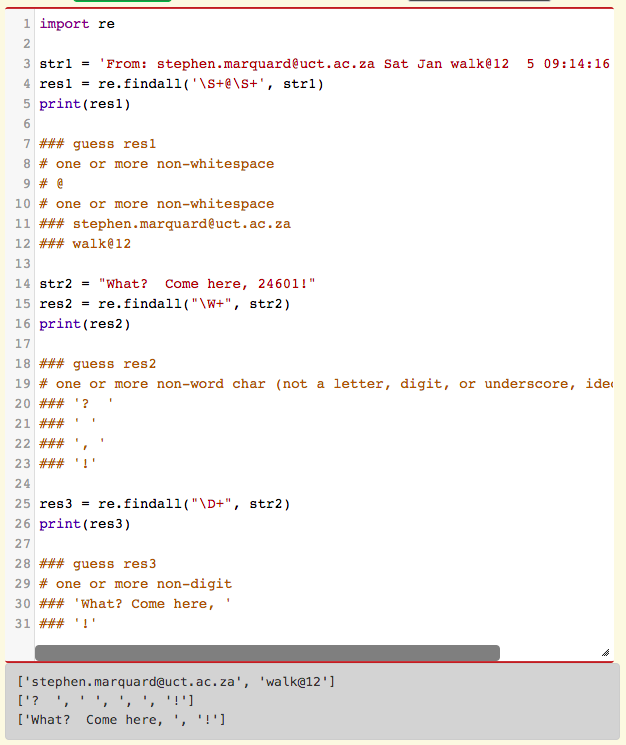 1 import re
2
3 str1 = 'From: stephen.marquard@uct.ac.za Sat Jan walk@12  5 09:14:16
4 res1 = re.findall('\S+@\S+', str1)
5 print(res1)
6
7 ### guess res1
8 # one or more non-whitespace
9 # @
10 # one or more non-whitespace
11 ### stephen.marquard@uct.ac.za
12 ### walk@12
13
14 str2 = "What?  Come here, 24601!"
15 res2 = re.findall("\W+", str2)
16 print(res2)
17
18 ### guess res2
19 # one or more non-word char (not a letter, digit, or underscore,
20 ### '?  '
21 ### ' '
22 ### ', '
23 ### '!'
24
25 res3 = re.findall("\D+", str2)
26 print(res3)
27
28 ### guess res3
29 # one or more non-digit
30 ### 'What? Come here, '
31 ### '!'
['stephen.marquard@uct.ac.za', 'walk@12']
['?  ', ' ', ', ', '!']
['What?  Come here, ', '!']